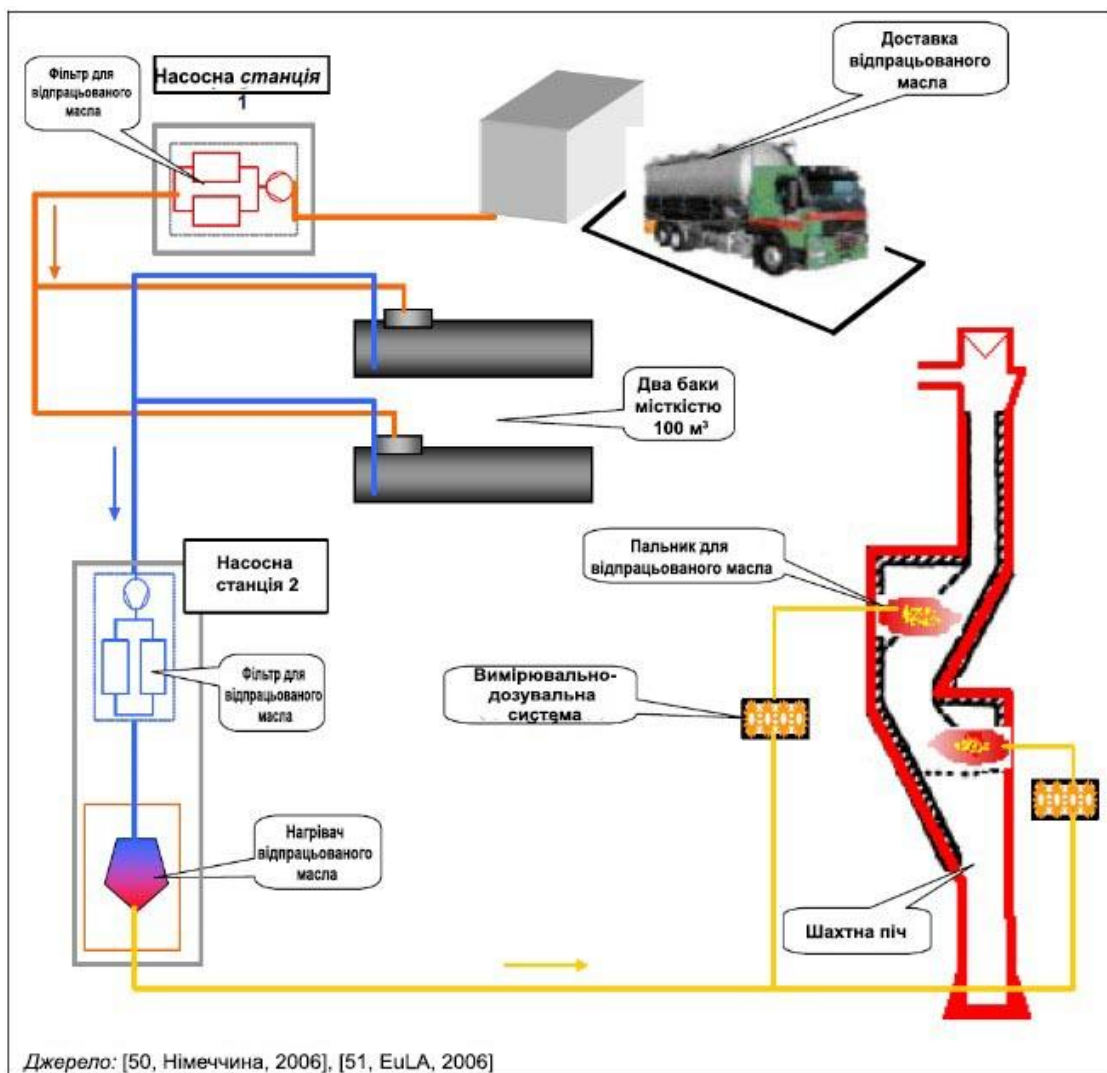 Фільтр для
відпрацьованого
масла
Насосна станція
1
Доставка
відпрацьованого
масла
Два баки
місткістю
100 м³
Насосна
станція 2
Пальник для
відпрацьованого масла
Фільтр для
відпрацьованого
масла
Вимірювально-
дозувальна
система
Нагрівач
відпрацьованого
масла
Шахтна піч
Джерело: [50, Німеччина, 2006], [51, EuLA, 2006]